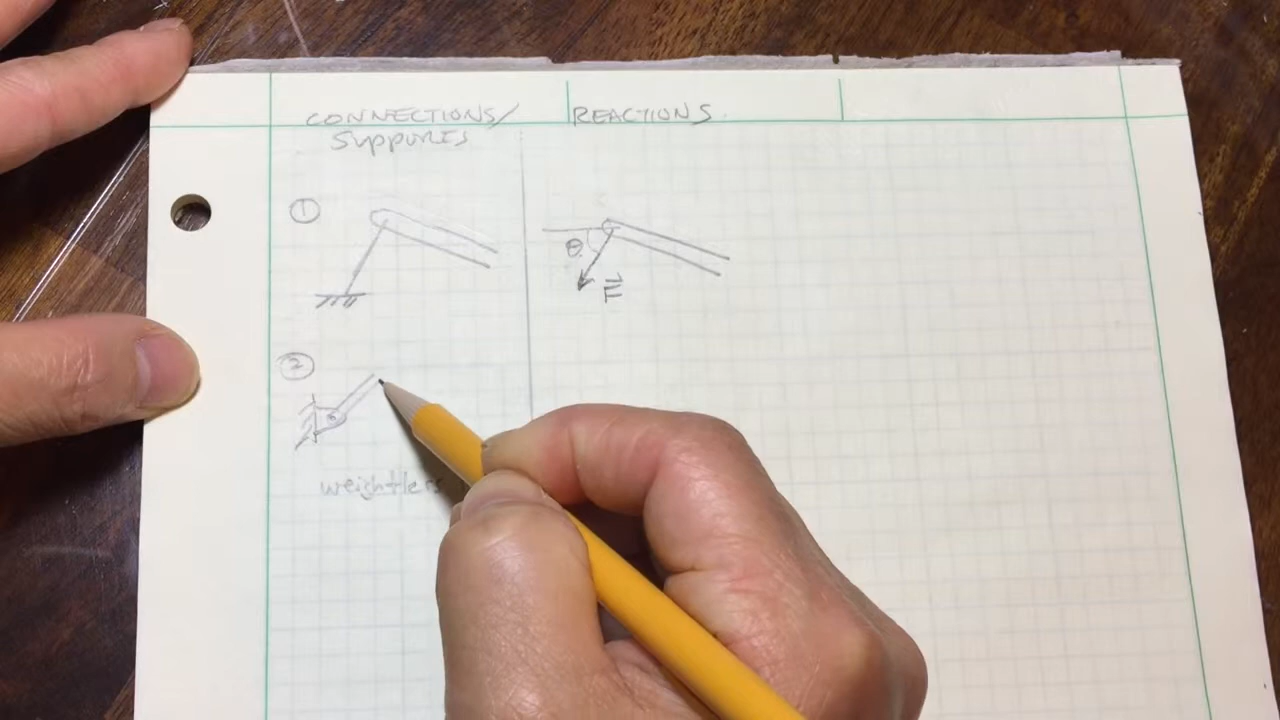 CONNECTIONS/ REACTIONS
SUPPORTS
①
θ
F
②
weightless